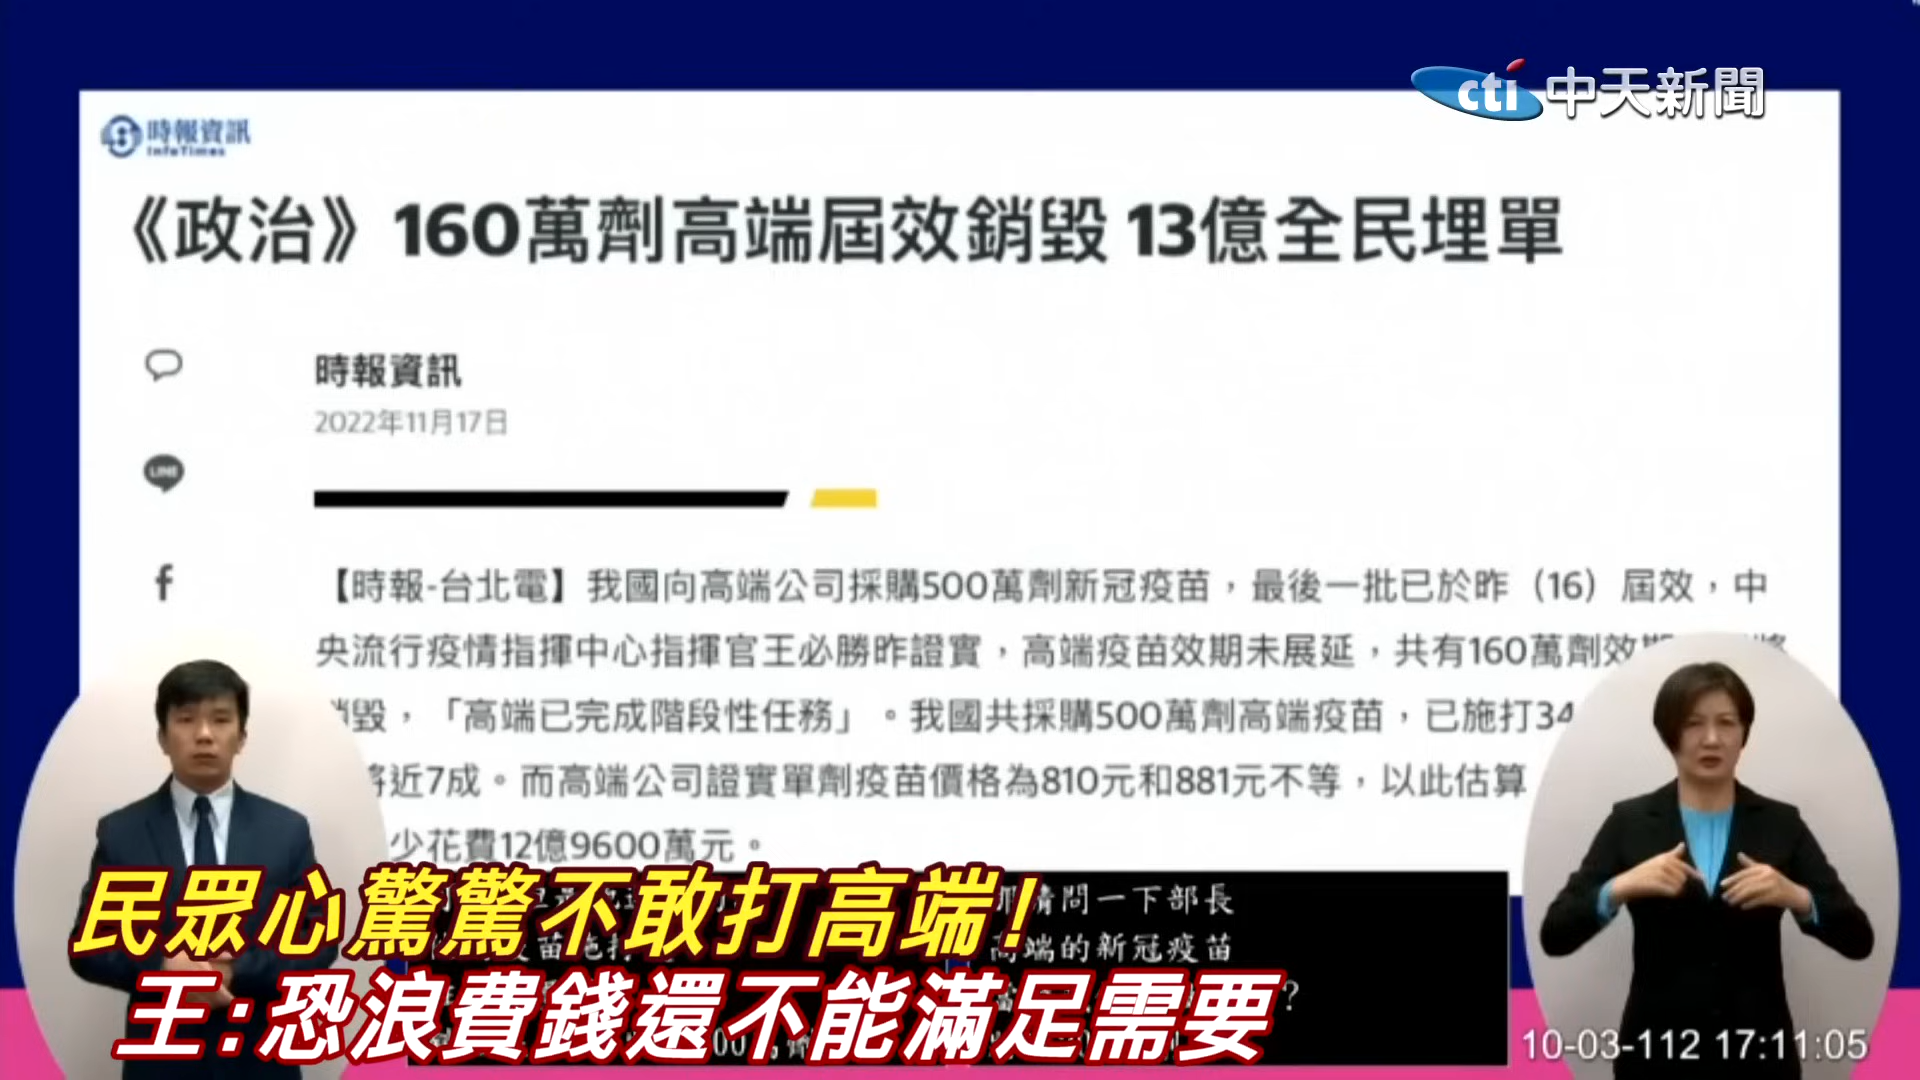 cti 中天新聞
時報資訊
InfoTimes
《政治》160萬劑高端屆效銷毀 13億全民埋單
時報資訊
2022年11月17日
LINE
f
【時報-台北電】我國向高端公司採購500萬劑新冠疫苗，最後一批已於昨（16）屆效，中
央流行疫情指揮中心指揮官王必勝昨證實，高端疫苗效期未展延，共有160萬劑效
銷毀，「高端已完成階段性任務」。我國共採購500萬劑高端疫苗，已施打34
將近7成。而高端公司證實單劑疫苗價格為810元和881元不等，以此估算
少花費12億9600萬元。
請問一下部長
高端的新冠疫苗
?
民眾心驚驚不敢打高端!
王:恐浪費錢還不能滿足需要
10-03-112 17:11:05